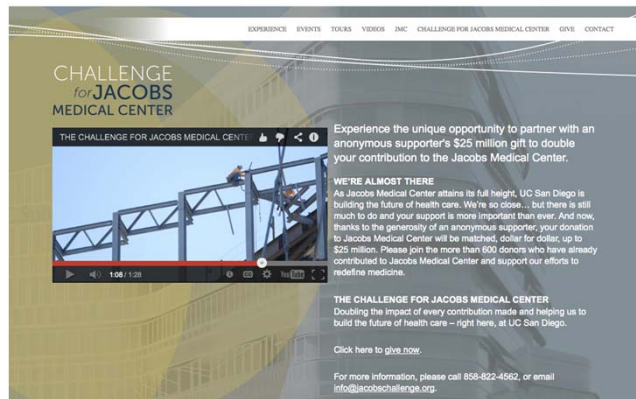 EXPERIENCE EVENTS TOURS VIDEOS JMC CHALLENGE FOR JACOBS MEDICAL CENTER GIVE CONTACT
CHALLENGE
for JACOBS
MEDICAL CENTER
THE CHALLENGE FOR JACOBS MEDICAL CENTE
1:08 / 1:28
CC
YouTube
Experience the unique opportunity to partner with an
anonymous supporter's $25 million gift to double
your contribution to the Jacobs Medical Center.
WE'RE ALMOST THERE
As Jacobs Medical Center attains its full height, UC San Diego is
building the future of health care. We're so close... but there is still
much to do and your support is more important than ever. And now,
thanks to the generosity of an anonymous supporter, your donation
to Jacobs Medical Center will be matched, dollar for dollar, up to
$25 million. Please join the more than 600 donors who have already
contributed to Jacobs Medical Center and support our efforts to
redefine medicine.
THE CHALLENGE FOR JACOBS MEDICAL CENTER
Doubling the impact of every contribution made and helping us to
build the future of health care – right here, at UC San Diego.
Click here to give now.
For more information, please call 858-822-4562, or email
info@jacobschallenge.org.